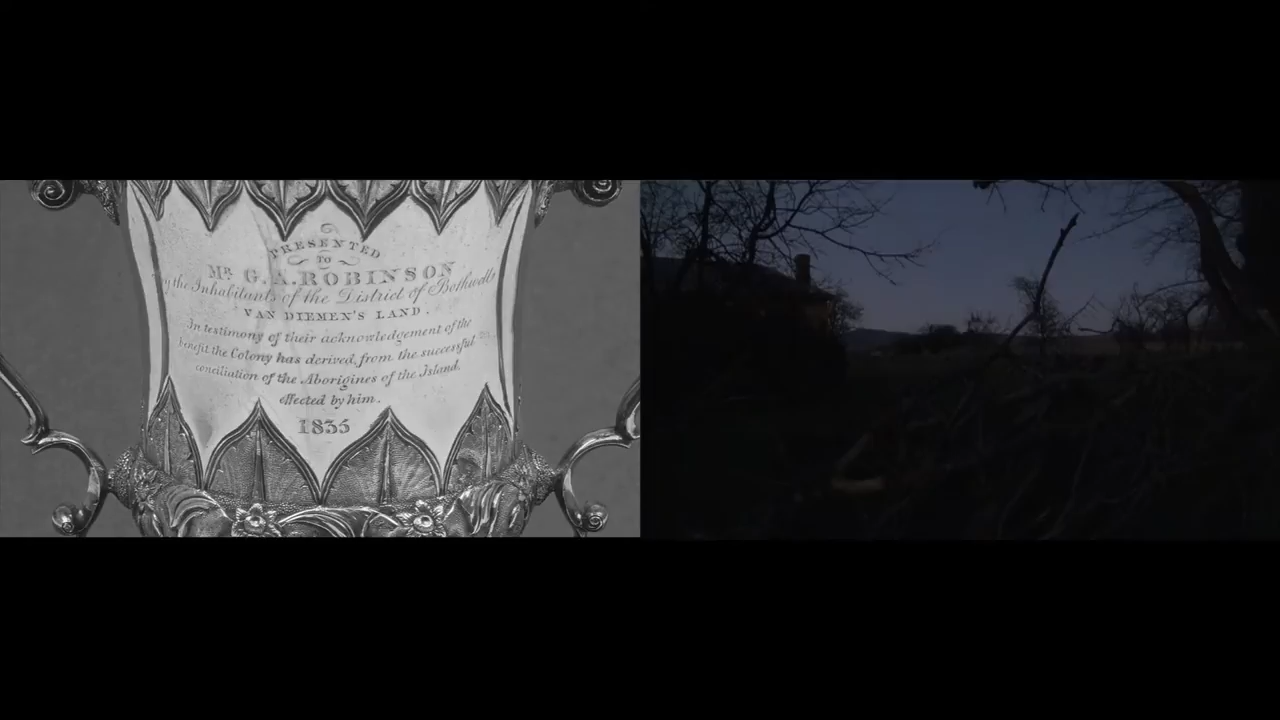 PRESENTED
TO
MR. G. A. ROBINSON
by the Inhabitants of the District of Bothwell
VAN DIEMEN'S LAND.
In testimony of their acknowledgement of the
benefit the Colony has derived, from the successful
conciliation of the Aborigines of the Island,
effected by him.
1835